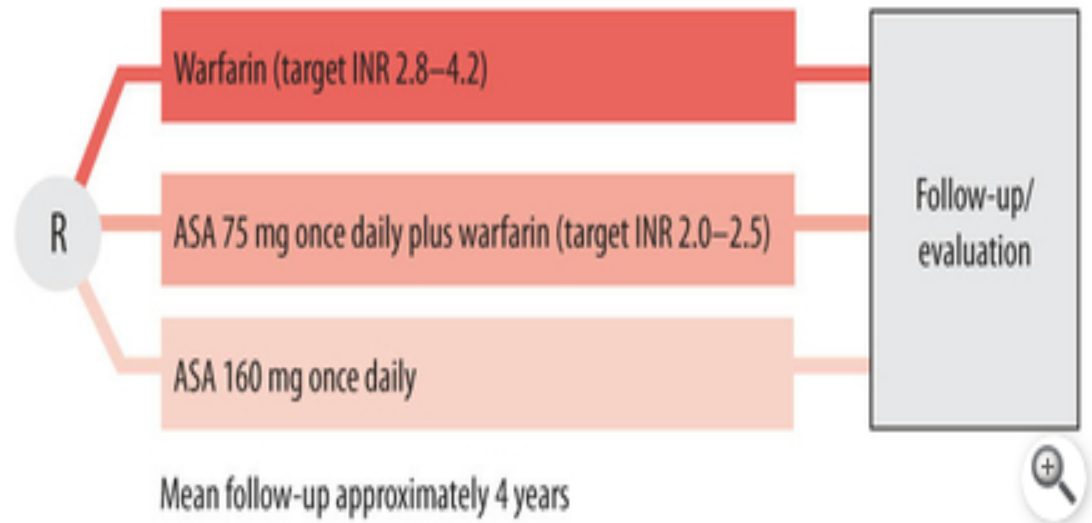 Warfarin (target INR 2.8–4.2)
R
ASA 75 mg once daily plus warfarin (target INR 2.0–2.5)
Follow-up/
evaluation
ASA 160 mg once daily
Mean follow-up approximately 4 years